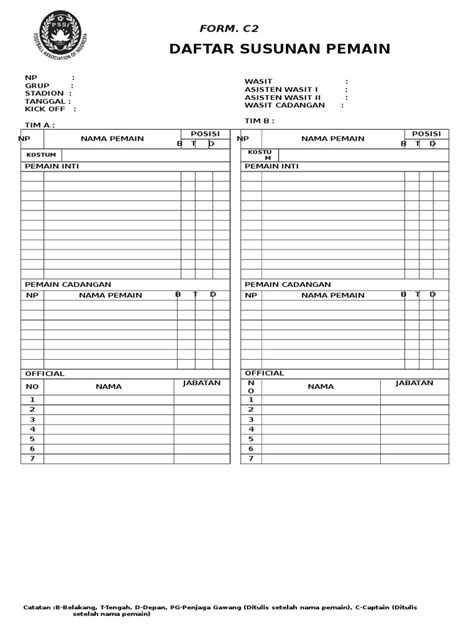 PSSI
FOOTBALL ASSOCIATION OF INDONESIA
FORM. C2
DAFTAR SUSUNAN PEMAIN
NP :
GRUP :
STADION :
TANGGAL :
KICK OFF :
WASIT :
ASISTEN WASIT I :
ASISTEN WASIT II :
WASIT CADANGAN :
TIM A :
NP NAMA PEMAIN POSISI
B T D
KOSTUM
PEMAIN INTI
PEMAIN CADANGAN
NP NAMA PEMAIN B T D
OFFICIAL
NO NAMA JABATAN
1
2
3
4
5
6
7
TIM B :
NP NAMA PEMAIN POSISI
B T D
KOSTU
M
PEMAIN INTI
PEMAIN CADANGAN
NP NAMA PEMAIN B T D
OFFICIAL
N
O NAMA JABATAN
1
2
3
4
5
6
7
Catatan :B-Belakang, T-Tengah, D-Depan, PG-Penjaga Gawang (Ditulis setelah nama pemain), C-Captain (Ditulis
setelah nama pemain)